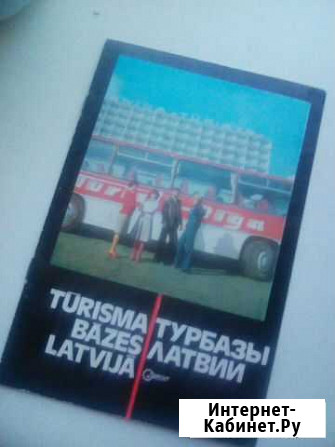 TŪRISMA
BĀZES
LATVIJĀ
ТУРБАЗЫ
ЛАТВИИ
Интернет-
Кабинет.Ру